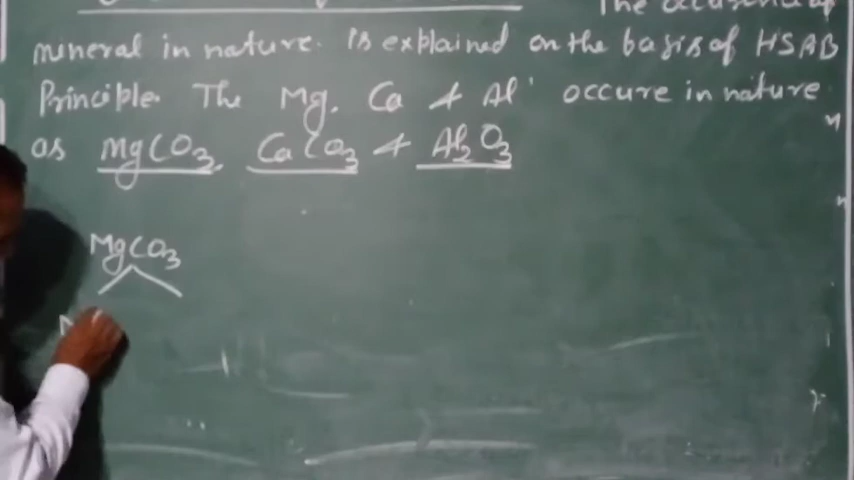 The
mineral in nature. is explained on the basis of HSAB
Principle. The Mg, Ca & Al occure in nature
as MgCO3, CaCO3 & Al2O3
MgCO3